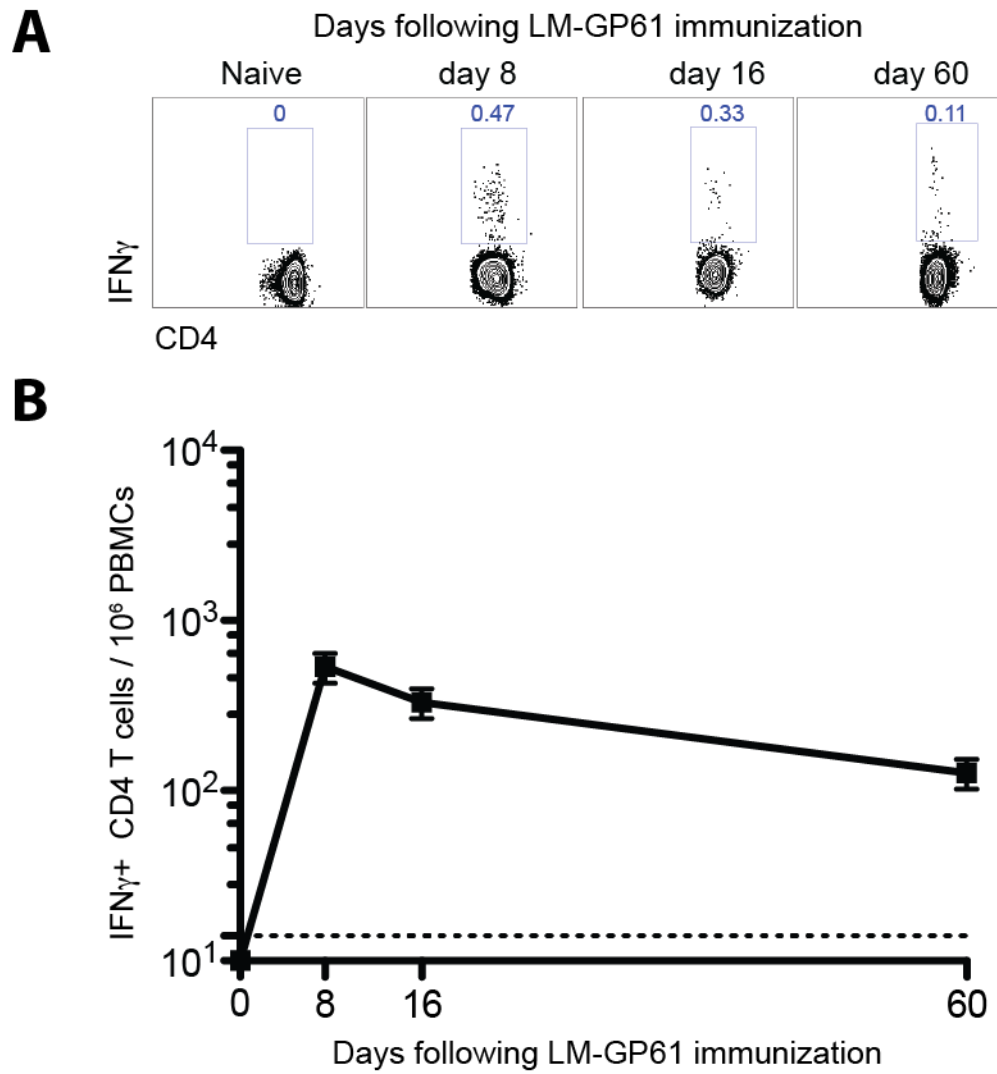 A
Days following LM-GP61 immunization
Naive day 8 day 16 day 60
0 0.47 0.33 0.11
IFNγ
CD4
B
10⁴
10³
10²
10¹
IFNγ+ CD4 T cells / 10⁶ PBMCs
0 8 16 60
Days following LM-GP61 immunization